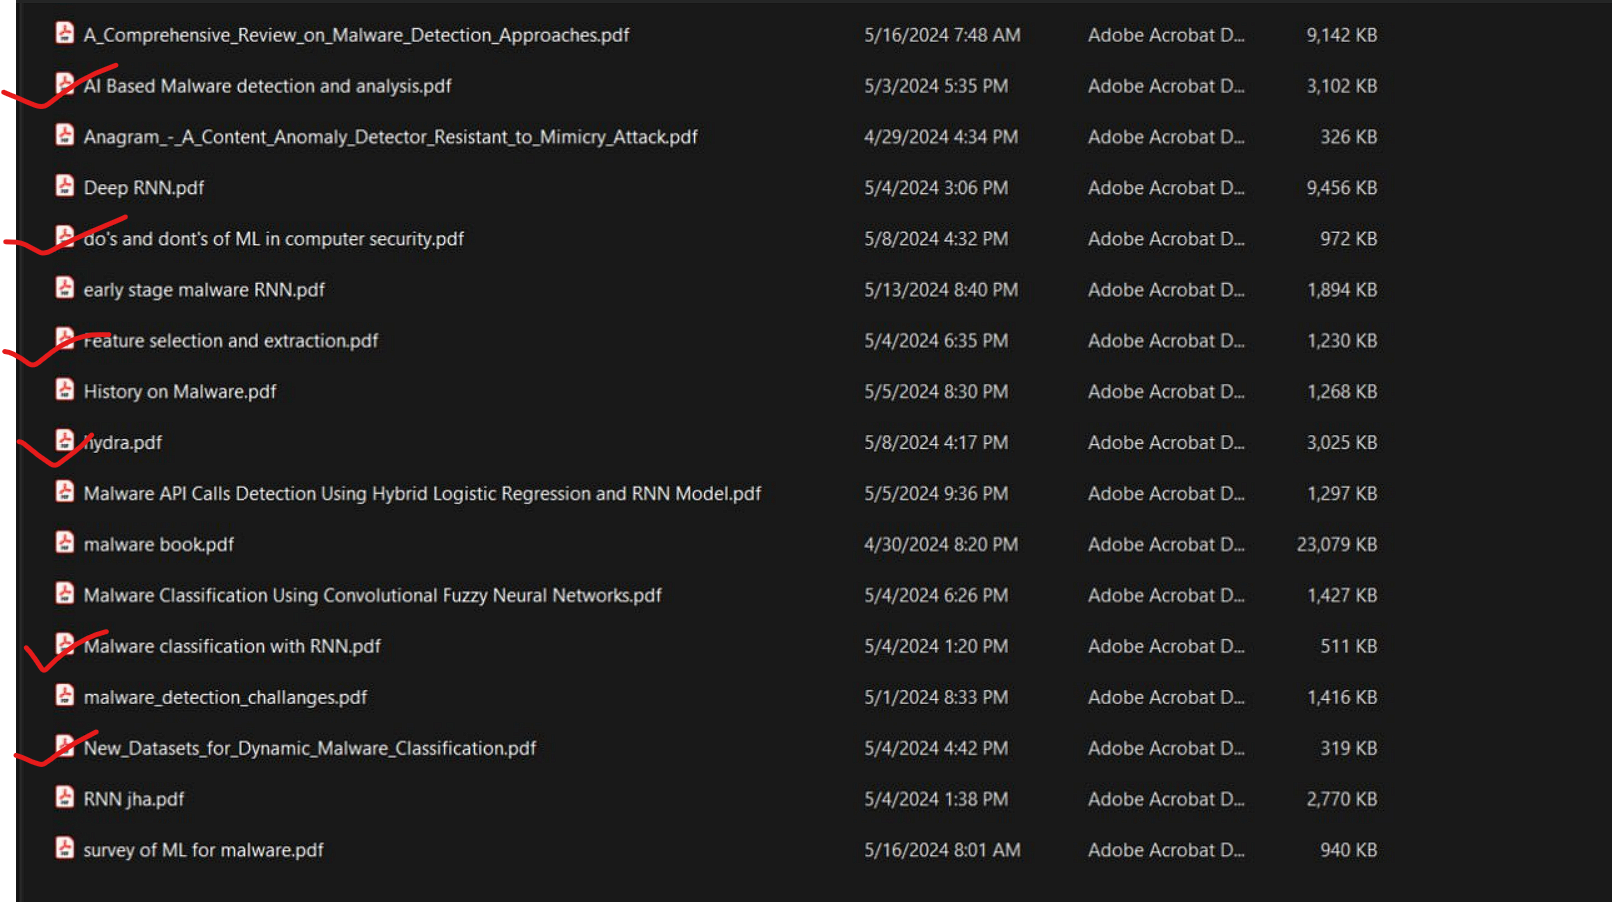 A_Comprehensive_Review_on_Malware_Detection_Approaches.pdf 5/16/2024 7:48 AM Adobe Acrobat D... 9,142 KB
AI Based Malware detection and analysis.pdf 5/3/2024 5:35 PM Adobe Acrobat D... 3,102 KB
Anagram_-_A_Content_Anomaly_Detector_Resistant_to_Mimicry_Attack.pdf 4/29/2024 4:34 PM Adobe Acrobat D... 326 KB
Deep RNN.pdf 5/4/2024 3:06 PM Adobe Acrobat D... 9,456 KB
do's and dont's of ML in computer security.pdf 5/8/2024 4:32 PM Adobe Acrobat D... 972 KB
early stage malware RNN.pdf 5/13/2024 8:40 PM Adobe Acrobat D... 1,894 KB
Feature selection and extraction.pdf 5/4/2024 6:35 PM Adobe Acrobat D... 1,230 KB
History on Malware.pdf 5/5/2024 8:30 PM Adobe Acrobat D... 1,268 KB
hydra.pdf 5/8/2024 4:17 PM Adobe Acrobat D... 3,025 KB
Malware API Calls Detection Using Hybrid Logistic Regression and RNN Model.pdf 5/5/2024 9:36 PM Adobe Acrobat D... 1,297 KB
malware book.pdf 4/30/2024 8:20 PM Adobe Acrobat D... 23,079 KB
Malware Classification Using Convolutional Fuzzy Neural Networks.pdf 5/4/2024 6:26 PM Adobe Acrobat D... 1,427 KB
Malware classification with RNN.pdf 5/4/2024 1:20 PM Adobe Acrobat D... 511 KB
malware_detection_challanges.pdf 5/1/2024 8:33 PM Adobe Acrobat D... 1,416 KB
New_Datasets_for_Dynamic_Malware_Classification.pdf 5/4/2024 4:42 PM Adobe Acrobat D... 319 KB
RNN jha.pdf 5/4/2024 1:38 PM Adobe Acrobat D... 2,770 KB
survey of ML for malware.pdf 5/16/2024 8:01 AM Adobe Acrobat D... 940 KB